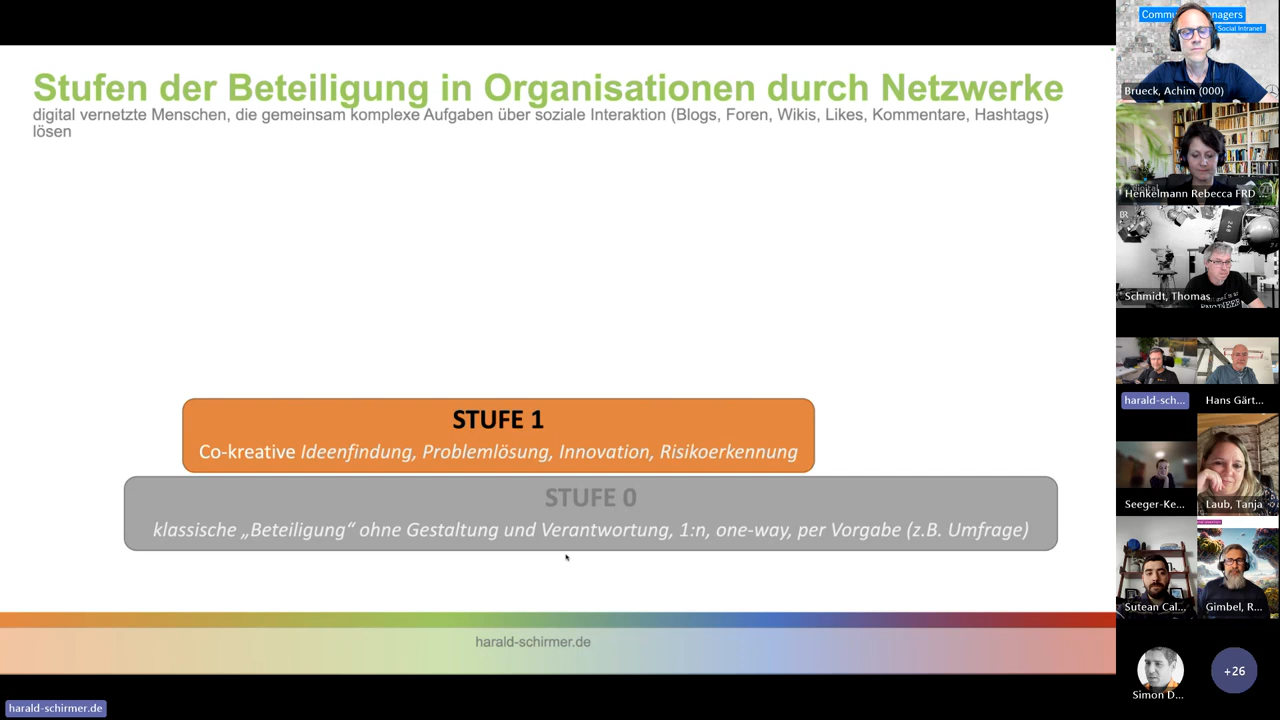 Stufen der Beteiligung in Organisationen durch Netzwerke
digital vernetzte Menschen, die gemeinsam komplexe Aufgaben über soziale Interaktion (Blogs, Foren, Wikis, Likes, Kommentare, Hashtags)
lösen
STUFE 1
Co-kreative Ideenfindung, Problemlösung, Innovation, Risikoerkennung
STUFE 0
klassische „Beteiligung“ ohne Gestaltung und Verantwortung, 1:n, one-way, per Vorgabe (z.B. Umfrage)
harald-schirmer.de
harald-schirmer.de
Social Intranet
Brueck, Achim (000)
Henkelmann Rebecca FRD ...
BR
Schmidt, Thomas
harald-sch...
Hans Gärt...
Seeger-Ke...
Laub, Tanja
Sutean Cal...
Gimbel, R...
Simon D...
+26